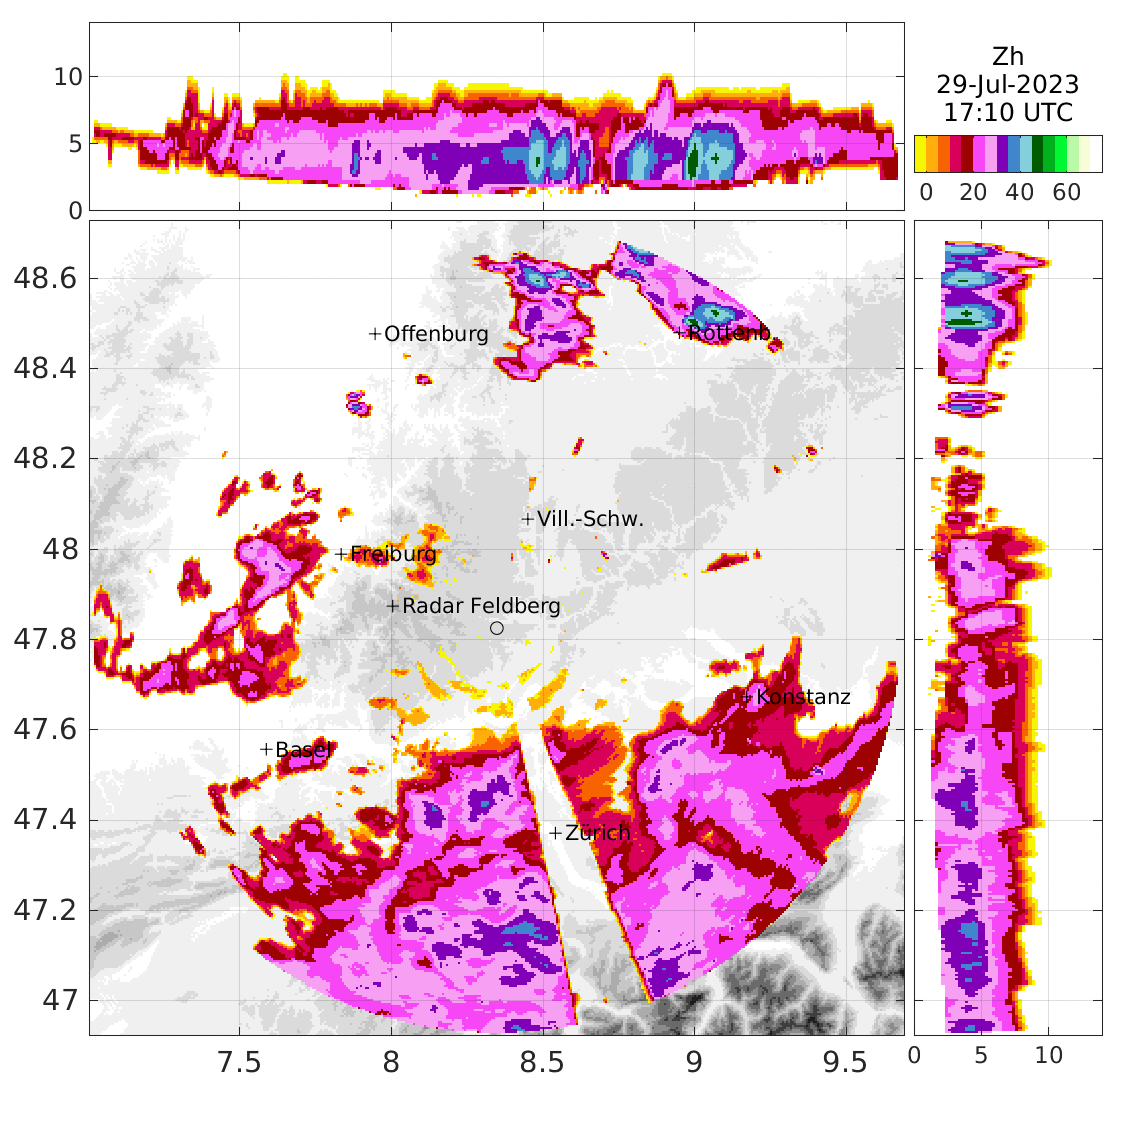 10
5
0
Zh
29-Jul-2023
17:10 UTC
0 20 40 60
48.6
48.4
48.2
48
47.8
47.6
47.4
47.2
47
+Offenburg
+Rottenb.
+Vill.-Schw.
+Freiburg
+Radar Feldberg
+Konstanz
+Basel
+Zürich
7.5 8 8.5 9 9.5
0 5 10